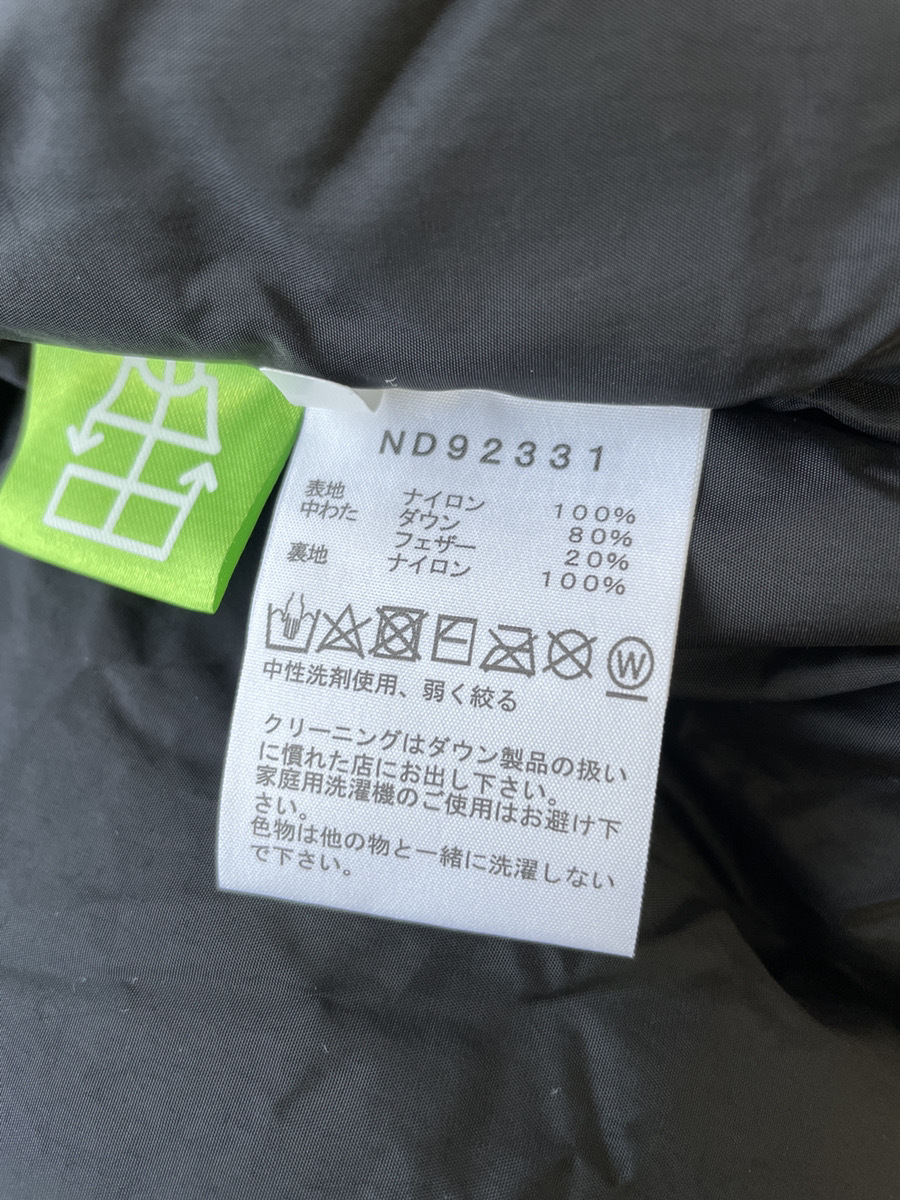 ND92331
表地 ナイロン 100%
中わた ダウン 80%
フェザー 20%
裏地 ナイロン 100%
W
中性洗剤使用、弱く絞る
クリーニングはダウン製品の扱い
に慣れた店にお出し下さい。
家庭用洗濯機のご使用はお避け下
さい。
色物は他の物と一緒に洗濯しない
で下さい。